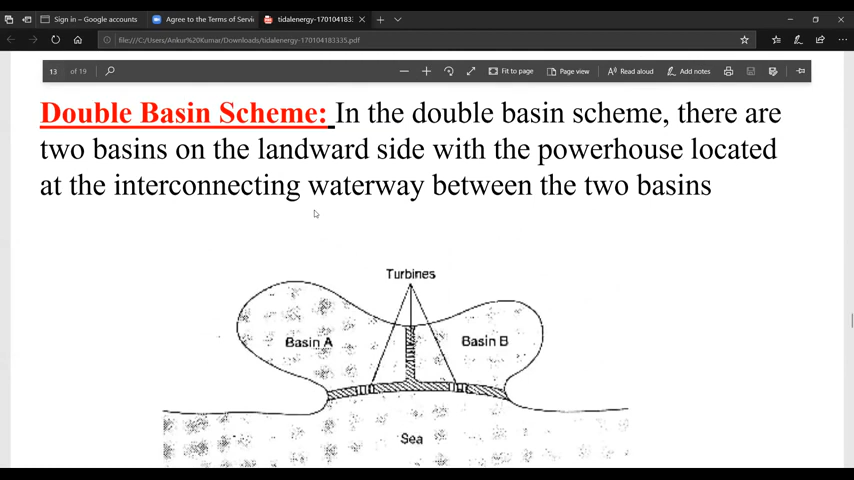 Sign in – Google accounts
Agree to the Terms of Servi
tidalenergy-170104183
file:///C:/Users/Ankur%20Kumar/Downloads/tidalenergy-170104183335.pdf
13 of 19
Fit to page
Page view
Read aloud
Add notes
Double Basin Scheme: In the double basin scheme, there are
two basins on the landward side with the powerhouse located
at the interconnecting waterway between the two basins
Turbines
Basin A
Basin B
Sea